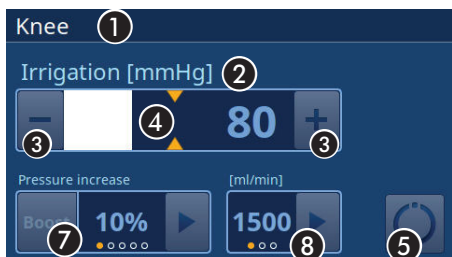 Knee 1
Irrigation [mmHg] 2
− 4 80 +
3 3
Pressure increase [ml/min]
Boost 10% 1500
7 8 5